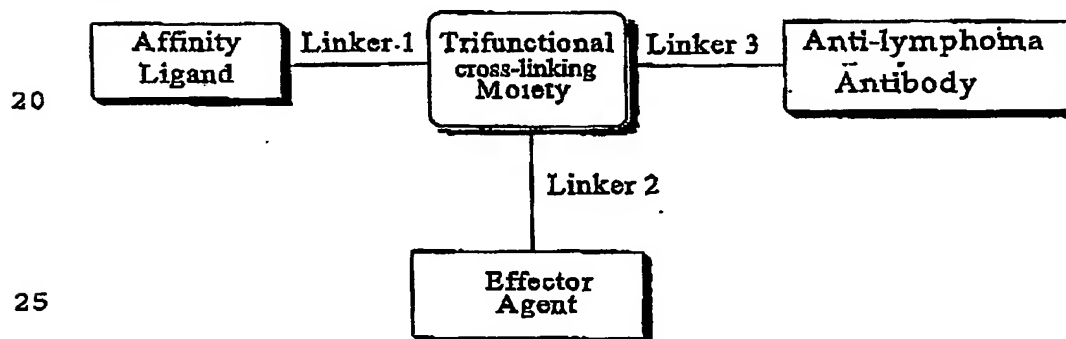 Affinity
Ligand
Linker.1
Trifunctional
cross-linking
Moiety
Linker 3
Anti-lymphoma
Antibody
20
Linker 2
Effector
Agent
25